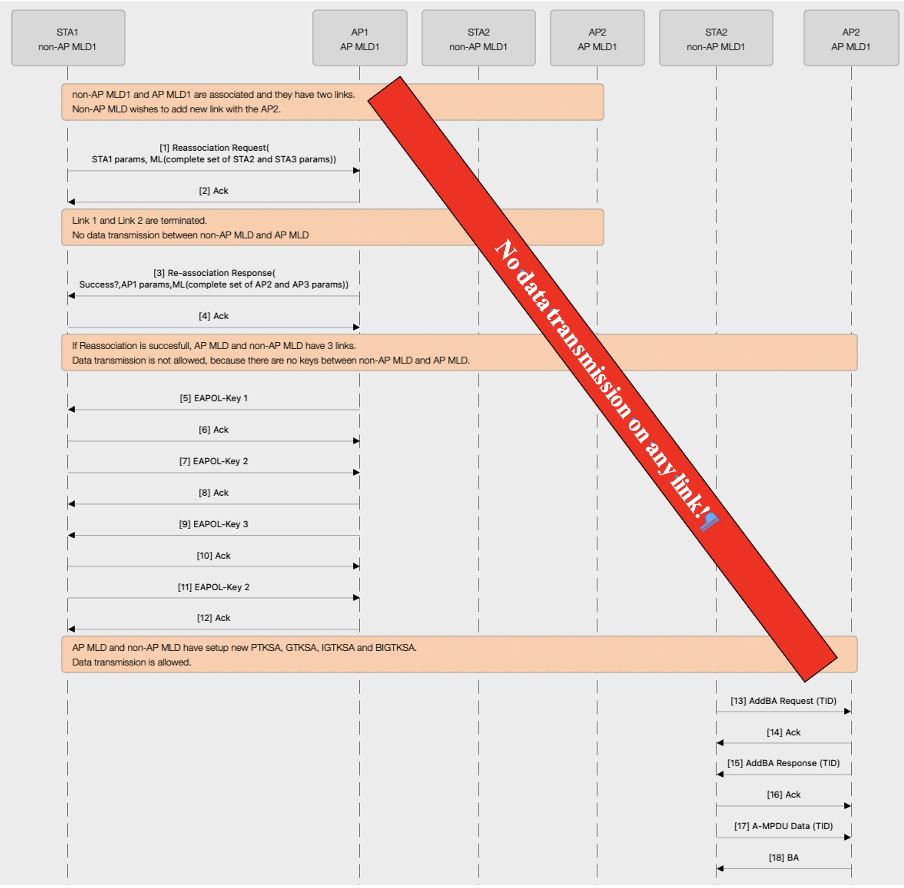 STA1
non-AP MLD1
AP1
AP MLD1
STA2
non-AP MLD1
AP2
AP MLD1
STA2
non-AP MLD1
AP2
AP MLD1
non-AP MLD1 and AP MLD1 are associated and they have two links.
Non-AP MLD wishes to add new link with the AP2.
[1] Reassociation Request(
STA1 params, ML(complete set of STA2 and STA3 params))
[2] Ack
Link 1 and Link 2 are terminated.
No data transmission between non-AP MLD and AP MLD
[3] Re-association Response(
Success?,AP1 params,ML(complete set of AP2 and AP3 params))
[4] Ack
If Reassociation is succesfull, AP MLD and non-AP MLD have 3 links.
Data transmission is not allowed, because there are no keys between non-AP MLD and AP MLD.
[5] EAPOL-Key 1
[6] Ack
[7] EAPOL-Key 2
[8] Ack
[9] EAPOL-Key 3
[10] Ack
[11] EAPOL-Key 2
[12] Ack
No data transmission on any link!¶
AP MLD and non-AP MLD have setup new PTKSA, GTKSA, IGTKSA and BIGTKSA.
Data transmission is allowed.
[13] AddBA Request (TID)
[14] Ack
[15] AddBA Response (TID)
[16] Ack
[17] A-MPDU Data (TID)
[18] BA